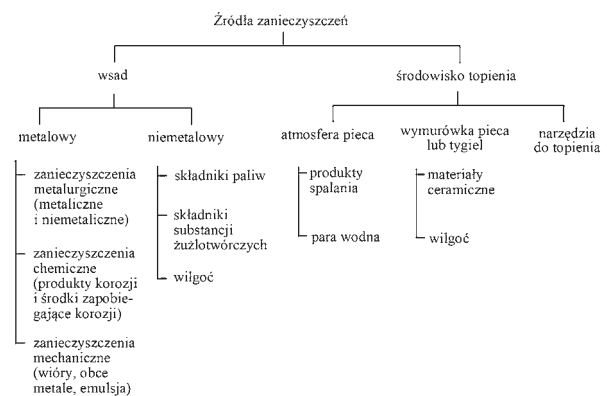 Źródła zanieczyszczeń
wsad
środowisko topienia
metalowy
niemetalowy
atmosfera pieca
wymurówka pieca
lub tygiel
narzędzia
do topienia
zanieczyszczenia
metalurgiczne
(metaliczne
i niemetaliczne)
zanieczyszczenia
chemiczne
(produkty korozji
i środki zapobie-
gające korozji)
zanieczyszczenia
mechaniczne
(wióry, obce
metale, emulsja)
składniki paliw
składniki
substancji
żużlotwórczych
wilgoć
produkty
spalania
para wodna
materiały
ceramiczne
wilgoć